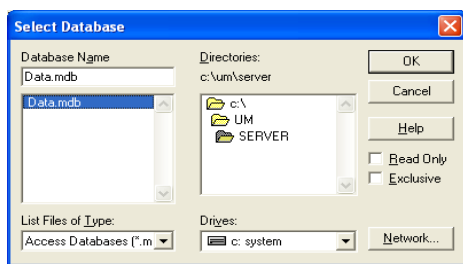 Select Database
Database Name
Data.mdb
Data.mdb
Directories:
c:\um\server
c:\
UM
SERVER
OK
Cancel
Help
Read Only
Exclusive
List Files of Type:
Access Databases (*.m
Drives:
c: system
Network...